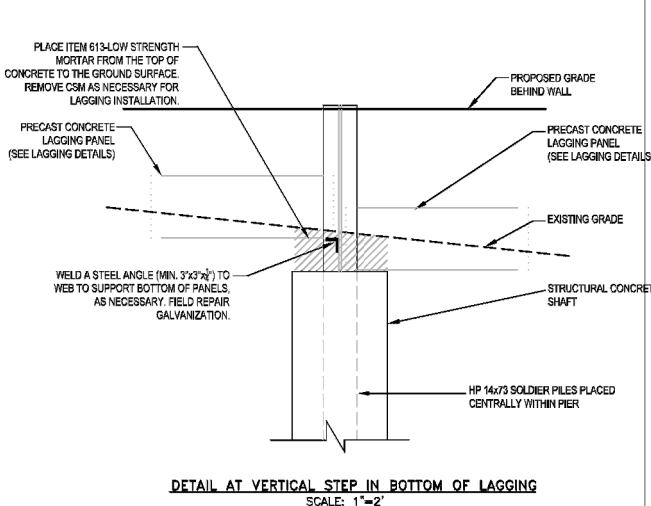 PLACE ITEM 613-LOW STRENGTH
MORTAR FROM THE TOP OF
CONCRETE TO THE GROUND SURFACE.
REMOVE CSM AS NECESSARY FOR
LAGGING INSTALLATION.
PROPOSED GRADE
BEHIND WALL
PRECAST CONCRETE
LAGGING PANEL
(SEE LAGGING DETAILS)
PRECAST CONCRETE
LAGGING PANEL
(SEE LAGGING DETAILS
EXISTING GRADE
WELD A STEEL ANGLE (MIN. 3"x3"x TO
WEB TO SUPPORT BOTTOM OF PANELS,
AS NECESSARY. FIELD REPAIR
GALVANIZATION.
STRUCTURAL CONCRET
SHAFT
HP 14x73 SOLDIER PILES PLACED
CENTRALLY WITHIN PIER
DETAIL AT VERTICAL STEP IN BOTTOM OF LAGGING
SCALE: 1"=2'